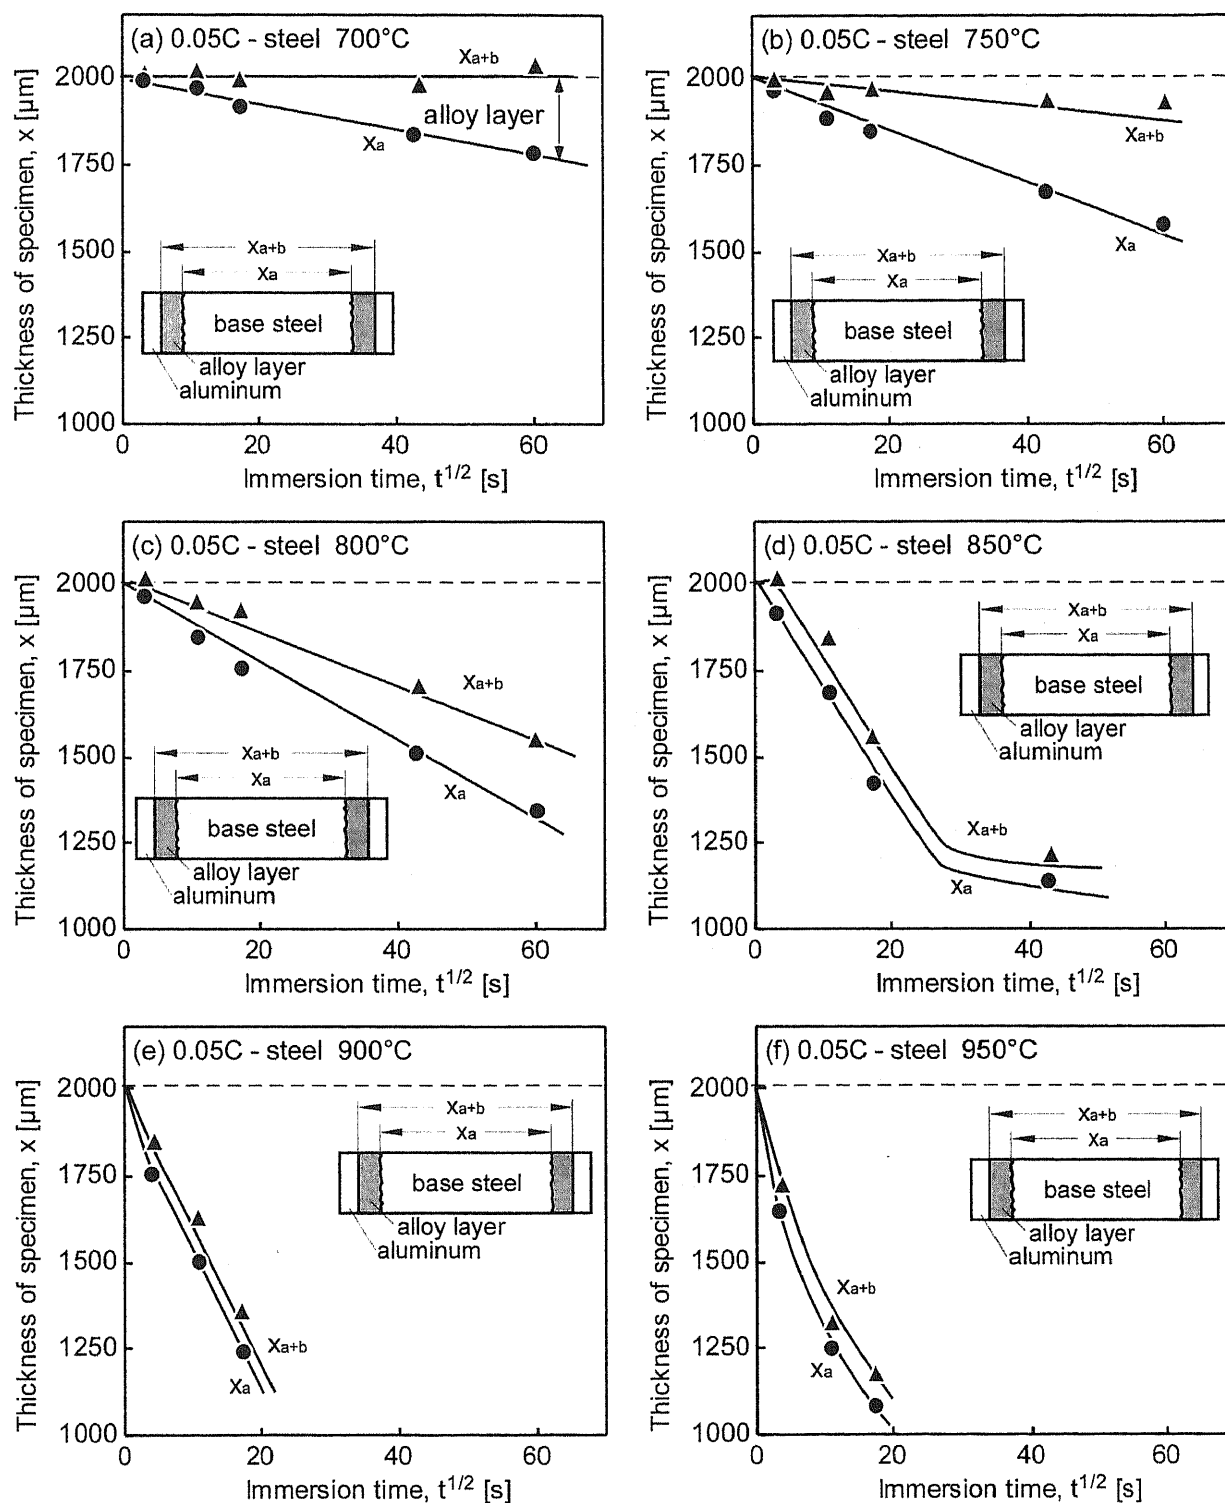 (a) 0.05C - steel 700°C
Thickness of specimen, x [µm]
2000
1750
1500
1250
1000
Xa+b
alloy layer
Xa
Xa+b
Xa
base steel
alloy layer
aluminum
0 20 40 60
Immersion time, t1/2 [s]
(b) 0.05C - steel 750°C
Thickness of specimen, x [µm]
2000
1750
1500
1250
1000
Xa+b
Xa
Xa+b
Xa
base steel
alloy layer
aluminum
0 20 40 60
Immersion time, t1/2 [s]
(c) 0.05C - steel 800°C
Thickness of specimen, x [µm]
2000
1750
1500
1250
1000
Xa+b
Xa
Xa+b
Xa
base steel
alloy layer
aluminum
0 20 40 60
Immersion time, t1/2 [s]
(d) 0.05C - steel 850°C
Thickness of specimen, x [µm]
2000
1750
1500
1250
1000
Xa+b
Xa
base steel
alloy layer
aluminum
Xa+b
Xa
0 20 40 60
Immersion time, t1/2 [s]
(e) 0.05C - steel 900°C
Thickness of specimen, x [µm]
2000
1750
1500
1250
1000
Xa+b
Xa
base steel
alloy layer
aluminum
Xa+b
Xa
0 20 40 60
Immersion time, t1/2 [s]
(f) 0.05C - steel 950°C
Thickness of specimen, x [µm]
2000
1750
1500
1250
1000
Xa+b
Xa
base steel
alloy layer
aluminum
Xa+b
Xa
0 20 40 60
Immersion time, t1/2 [s]